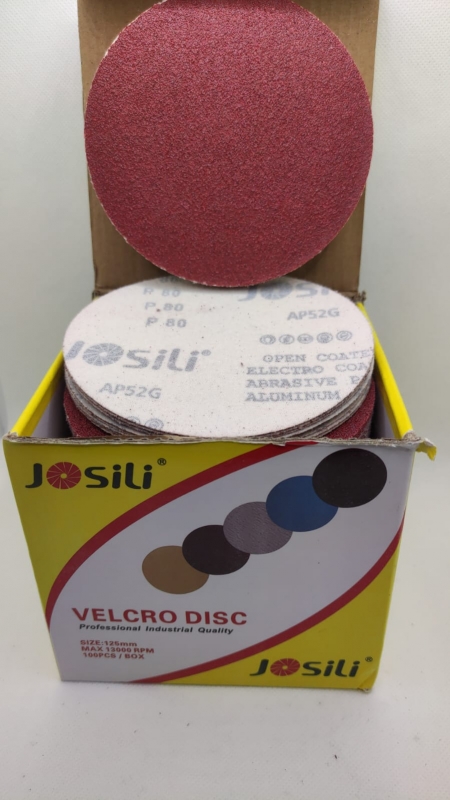 P.80
P.80
P.80
JOSiLi
AP52G
JOSiLi®
AP52G
OPEN COATE
ELECTRO COA
ABRASIVE
ALUMINUM
JOSiLi®
VELCRO DISC
Professional Industrial Quality
SIZE:125mm
MAX 13000 RPM
100PCS / BOX
JOSiLi®